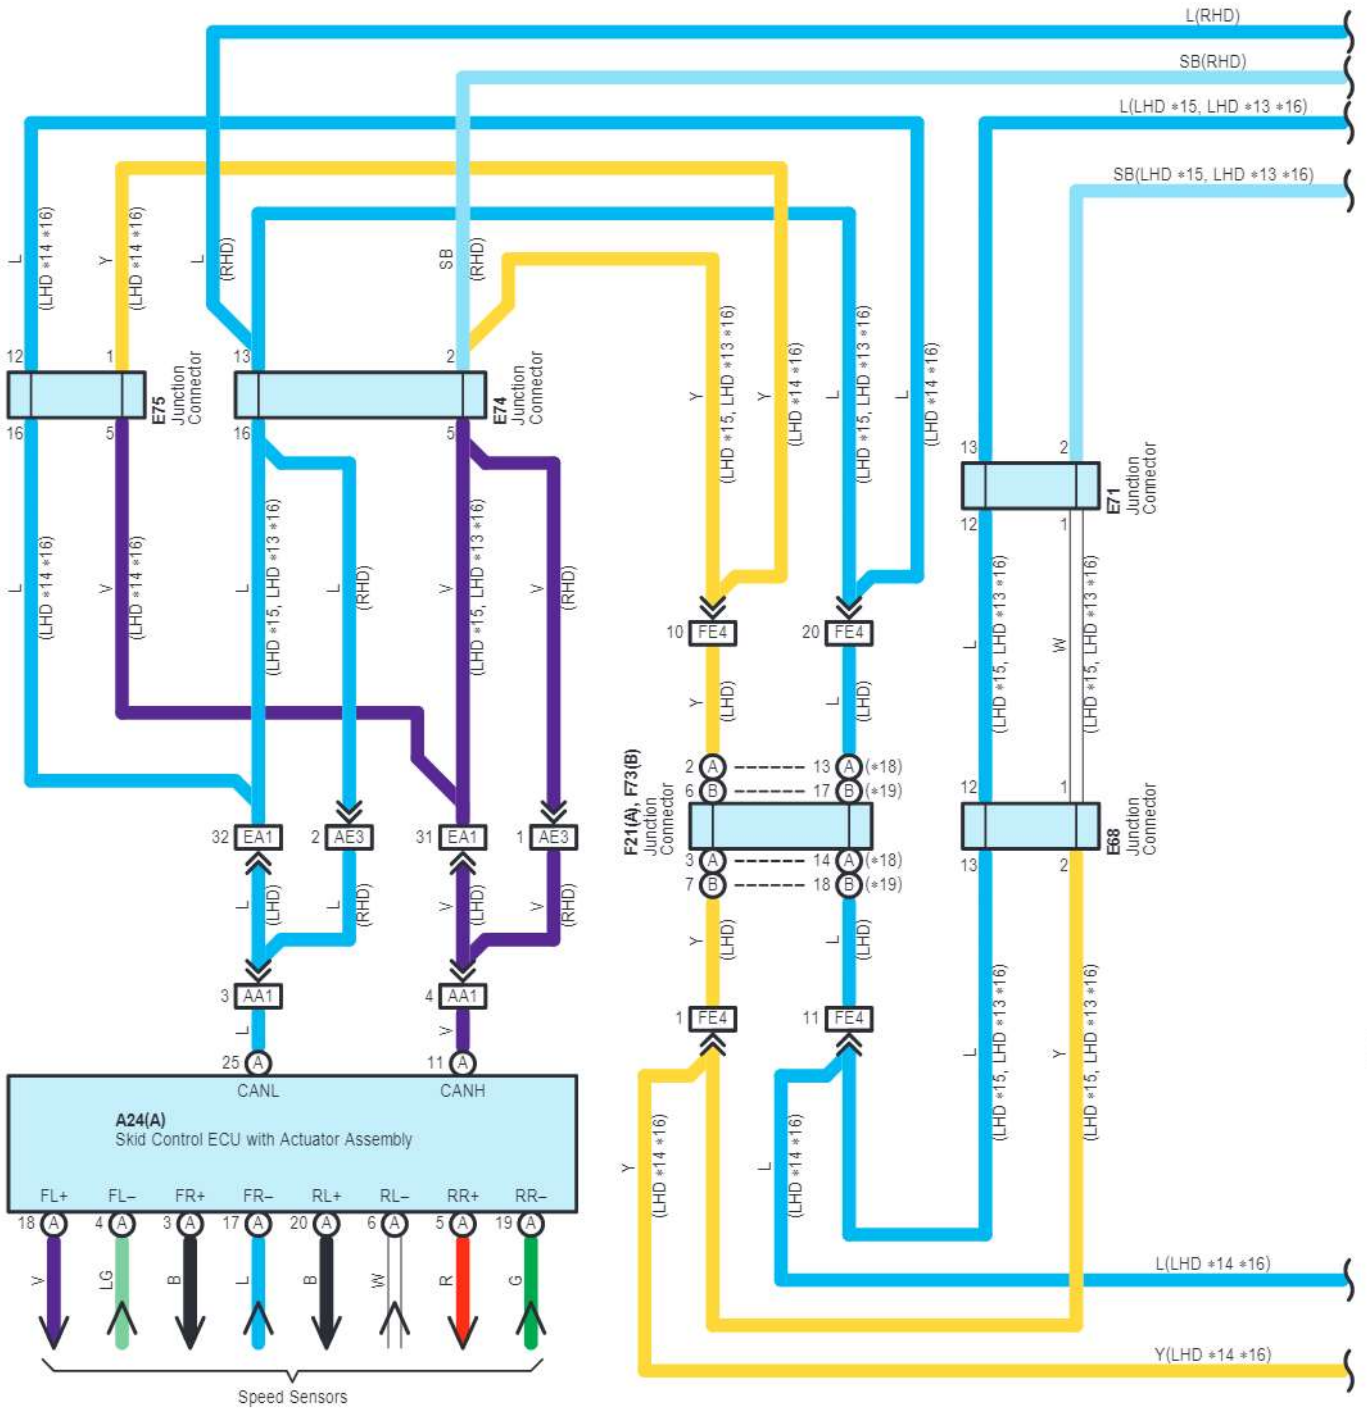 L(RHD)
SB(RHD)
L(LHD *15, LHD *13 *16)
SB(LHD *15, LHD *13 *16)
L
(LHD *14 *16)
Y
(LHD *14 *16)
L
(RHD)
SB
(RHD)
12
1
13
2
E75
Junction
Connector
E74
Junction
Connector
16
5
16
5
Y
(LHD *15, LHD *13 *16)
Y
(LHD *14 *16)
L
(LHD *15, LHD *13 *16)
L
(LHD *14 *16)
13
2
E71
Junction
Connector
12
1
L
(LHD *14 *16)
V
(LHD *14 *16)
L
(LHD *15, LHD *13 *16)
L
(RHD)
V
(LHD *15, LHD *13 *16)
V
(RHD)
10 FE4
20 FE4
L
(LHD *15, LHD *13 *16)
W
(LHD *15, LHD *13 *16)
Y
(LHD)
L
(LHD)
F21(A), F73(B)
Junction
Connector
2 A 13 A (*18)
6 B 17 B (*19)
3 A 14 A (*18)
7 B 18 B (*19)
12
1
E68
Junction
Connector
13
2
32 EA1
2 AE3
31 EA1
1 AE3
L
(LHD)
L
(RHD)
V
(LHD)
V
(RHD)
Y
(LHD)
L
(LHD)
3 AA1
4 AA1
1 FE4
11 FE4
L
V
L
(LHD *15, LHD *13 *16)
Y
(LHD *15, LHD *13 *16)
25 A
11 A
CANL
CANH
A24(A)
Skid Control ECU with Actuator Assembly
Y
(LHD *14 *16)
L
(LHD *14 *16)
FL+ FL− FR+ FR− RL+ RL− RR+ RR−
18 A 4 A 3 A 17 A 20 A 6 A 5 A 19 A
V LG B L B W R G
L(LHD *14 *16)
Y(LHD *14 *16)
Speed Sensors